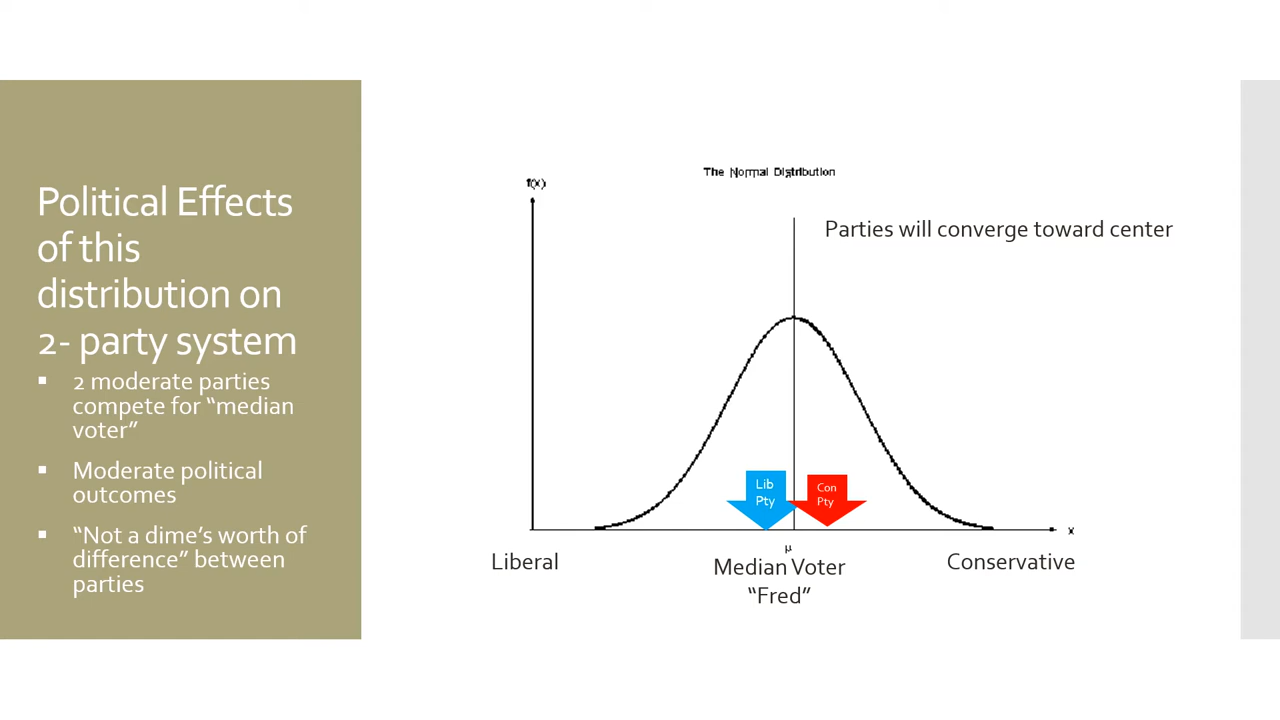 Political Effects
of this
distribution on
2- party system
▪ 2 moderate parties
compete for “median
voter”
▪ Moderate political
outcomes
▪ “Not a dime’s worth of
difference” between
parties
The Normal Distribution
f(x)
Parties will converge toward center
Lib
Pty
Con
Pty
x
μ
Liberal
Median Voter
“Fred”
Conservative